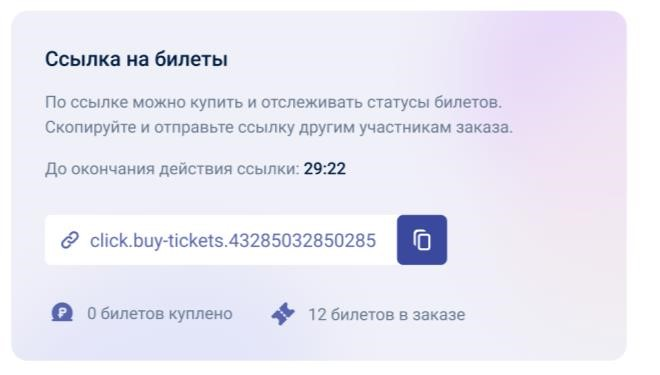 Ссылка на билеты
По ссылке можно купить и отслеживать статусы билетов.
Скопируйте и отправьте ссылку другим участникам заказа.
До окончания действия ссылки: 29:22
click.buy-tickets.43285032850285
0 билетов куплено
12 билетов в заказе